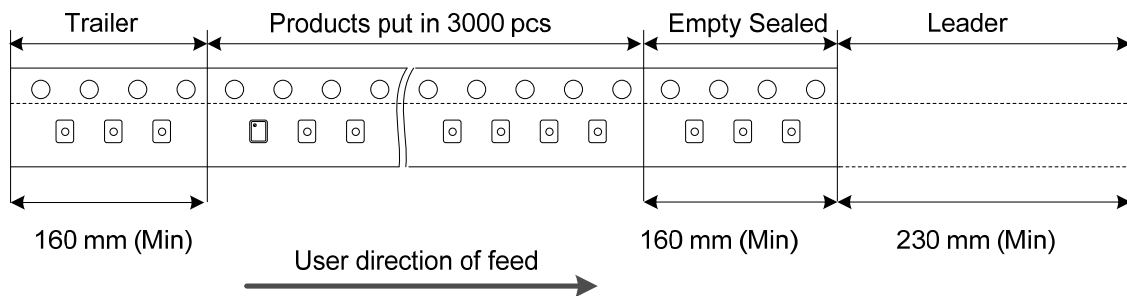 Trailer
Products put in 3000 pcs
Empty Sealed
Leader
160 mm (Min)
160 mm (Min)
230 mm (Min)
User direction of feed